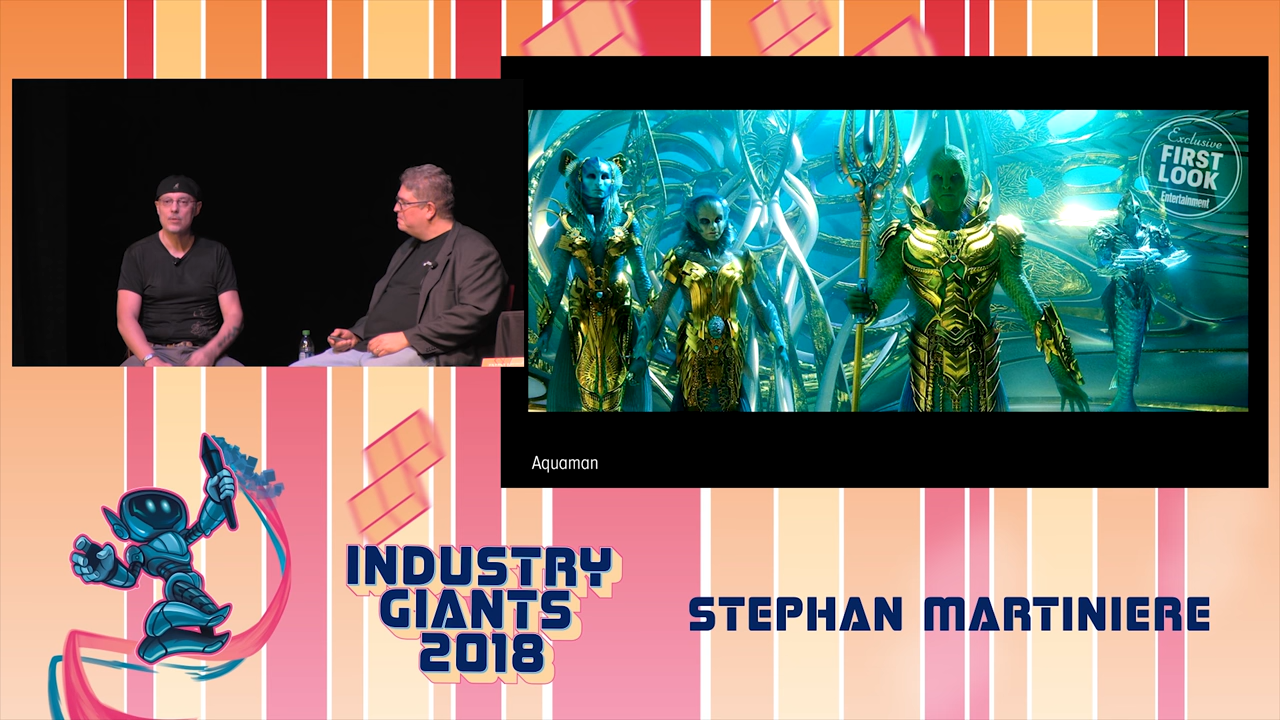 Exclusive
FIRST
LOOK
Entertainment
Aquaman
INDUSTRY
GIANTS
2018
STEPHAN MARTINIERE